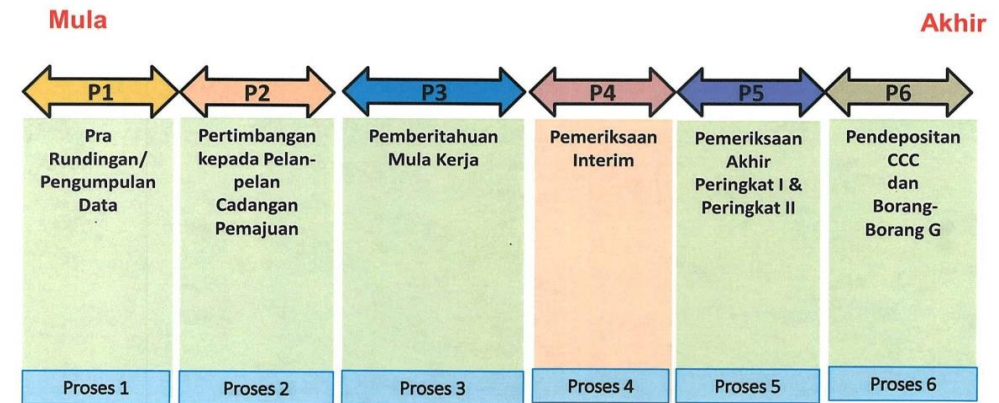 Mula
Akhir
P1
P2
P3
P4
P5
P6
Pra
Rundingan/
Pengumpulan
Data
Pertimbangan
kepada Pelan-
pelan
Cadangan
Pemajuan
Pemberitahuan
Mula Kerja
Pemeriksaan
Interim
Pemeriksaan
Akhir
Peringkat I &
Peringkat II
Pendepositan
CCC
dan
Borang-
Borang G
Proses 1
Proses 2
Proses 3
Proses 4
Proses 5
Proses 6